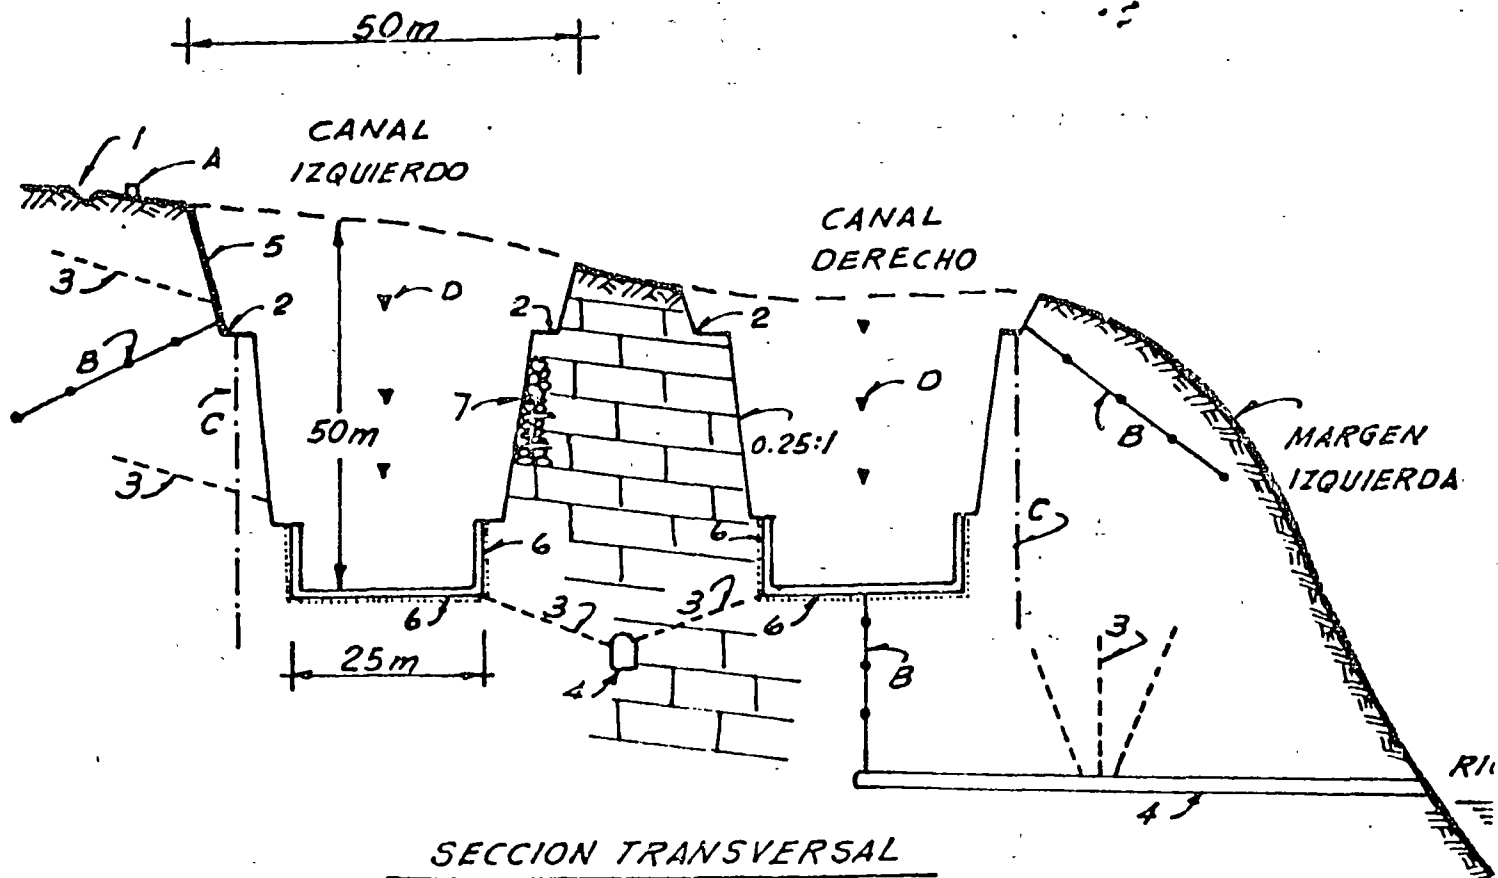 50m
CANAL
IZQUIERDO
1
A
CANAL
DERECHO
5
3
D
2
2
2
B
C
7
50m
D
0.25:1
B
MARGEN
IZQUIERDA
3
C
6
6
3
3
6
6
3
25m
4
B
4
SECCION TRANSVERSAL